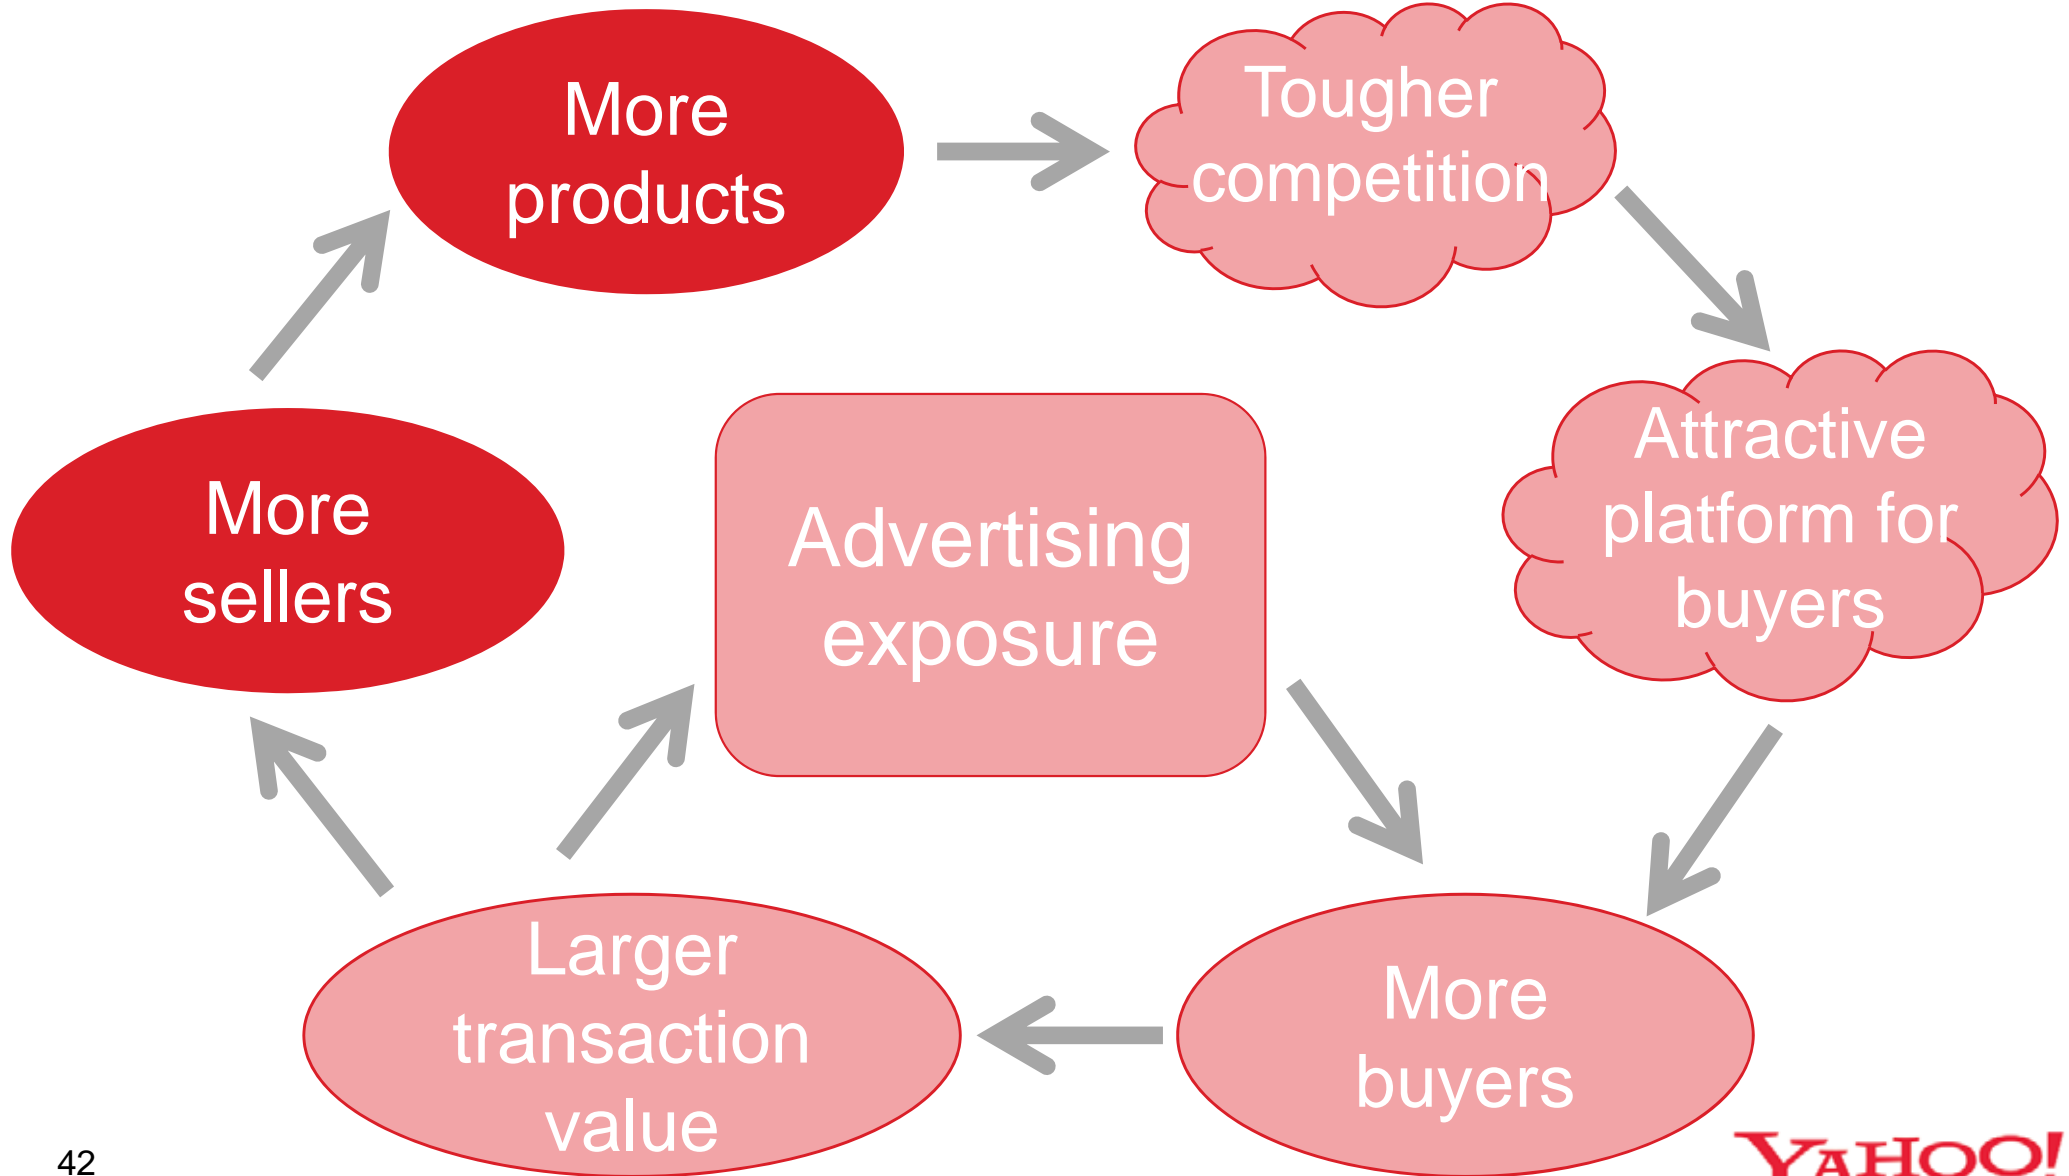 More
products
Tougher
competition
Attractive
platform for
buyers
More
sellers
Advertising
exposure
Larger
transaction
value
More
buyers
42
YAHOO!